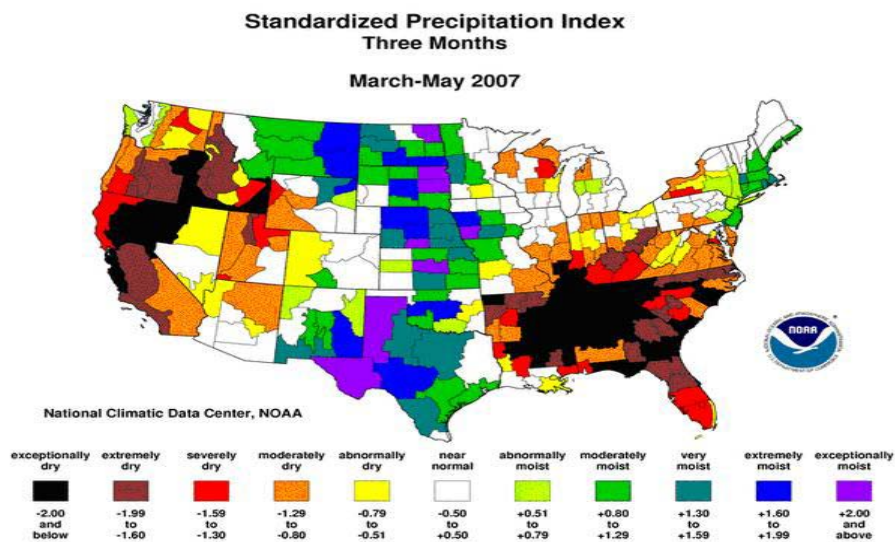 Standardized Precipitation Index
Three Months
March-May 2007
NOAA
National Climatic Data Center, NOAA
exceptionally dry
extremely dry
severely dry
moderately dry
abnormally dry
near normal
abnormally moist
moderately moist
very moist
extremely moist
exceptionally moist
-2.00 and below
-1.99 to -1.60
-1.59 to -1.30
-1.29 to -0.80
-0.79 to -0.51
-0.50 to +0.50
+0.51 to +0.79
+0.80 to +1.29
+1.30 to +1.59
+1.60 to +1.99
+2.00 and above